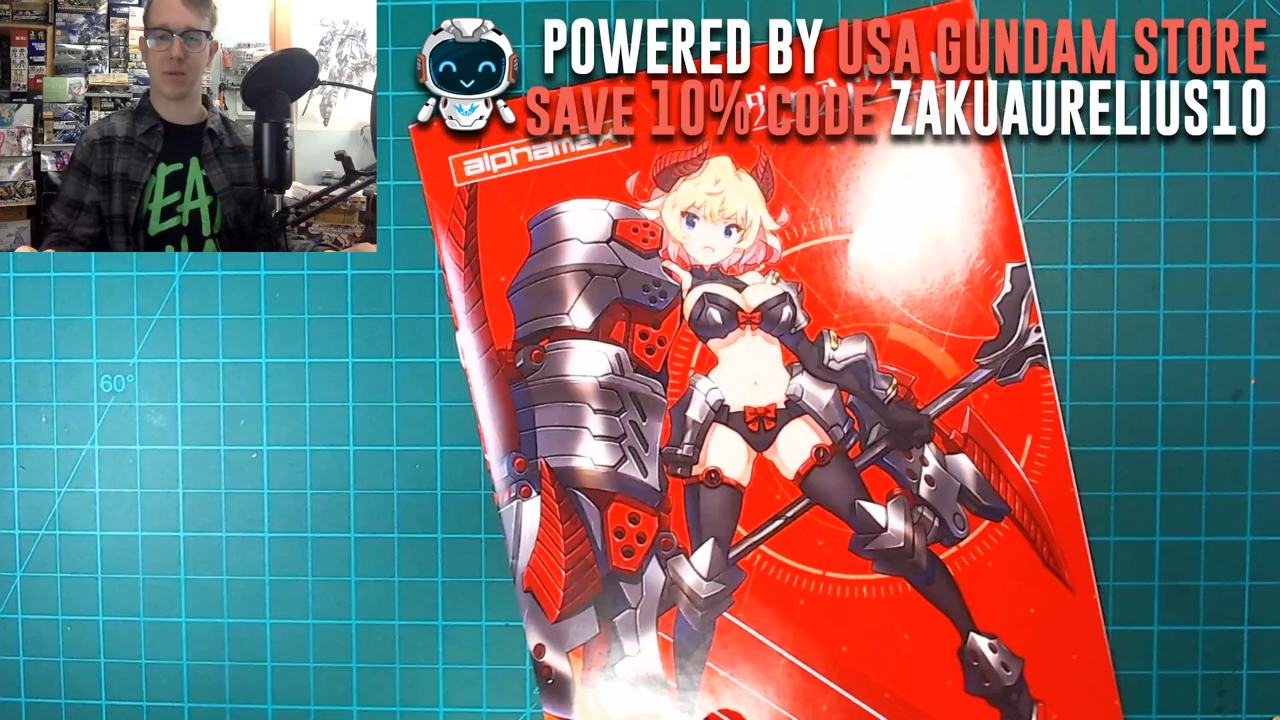 POWERED BY USA GUNDAM STORE
SAVE 10% CODE ZAKUAURELIUS10
alphamax
60°